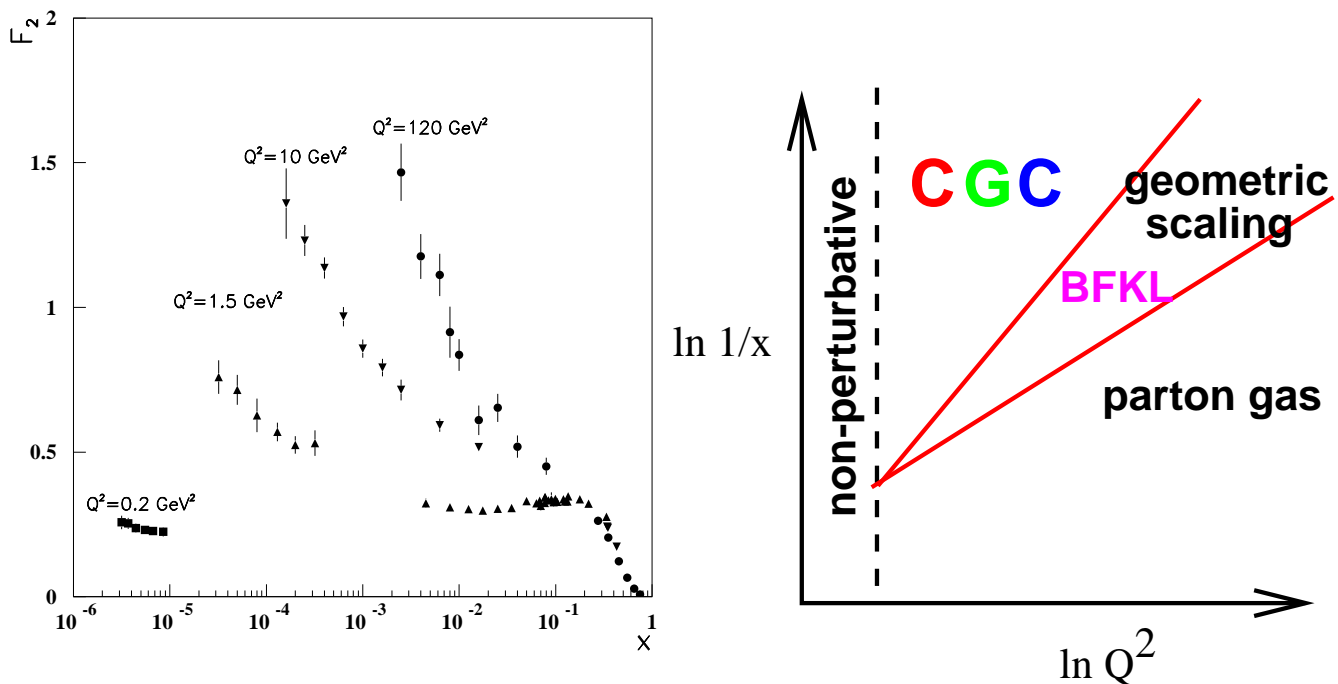 F₂
2
1.5
1
0.5
0
Q²=120 GeV²
Q²=10 GeV²
Q²=1.5 GeV²
Q²=0.2 GeV²
10⁻⁶ 10⁻⁵ 10⁻⁴ 10⁻³ 10⁻² 10⁻¹ 1
x
ln 1/x
non-perturbative
CGC
geometric
scaling
BFKL
parton gas
ln Q²